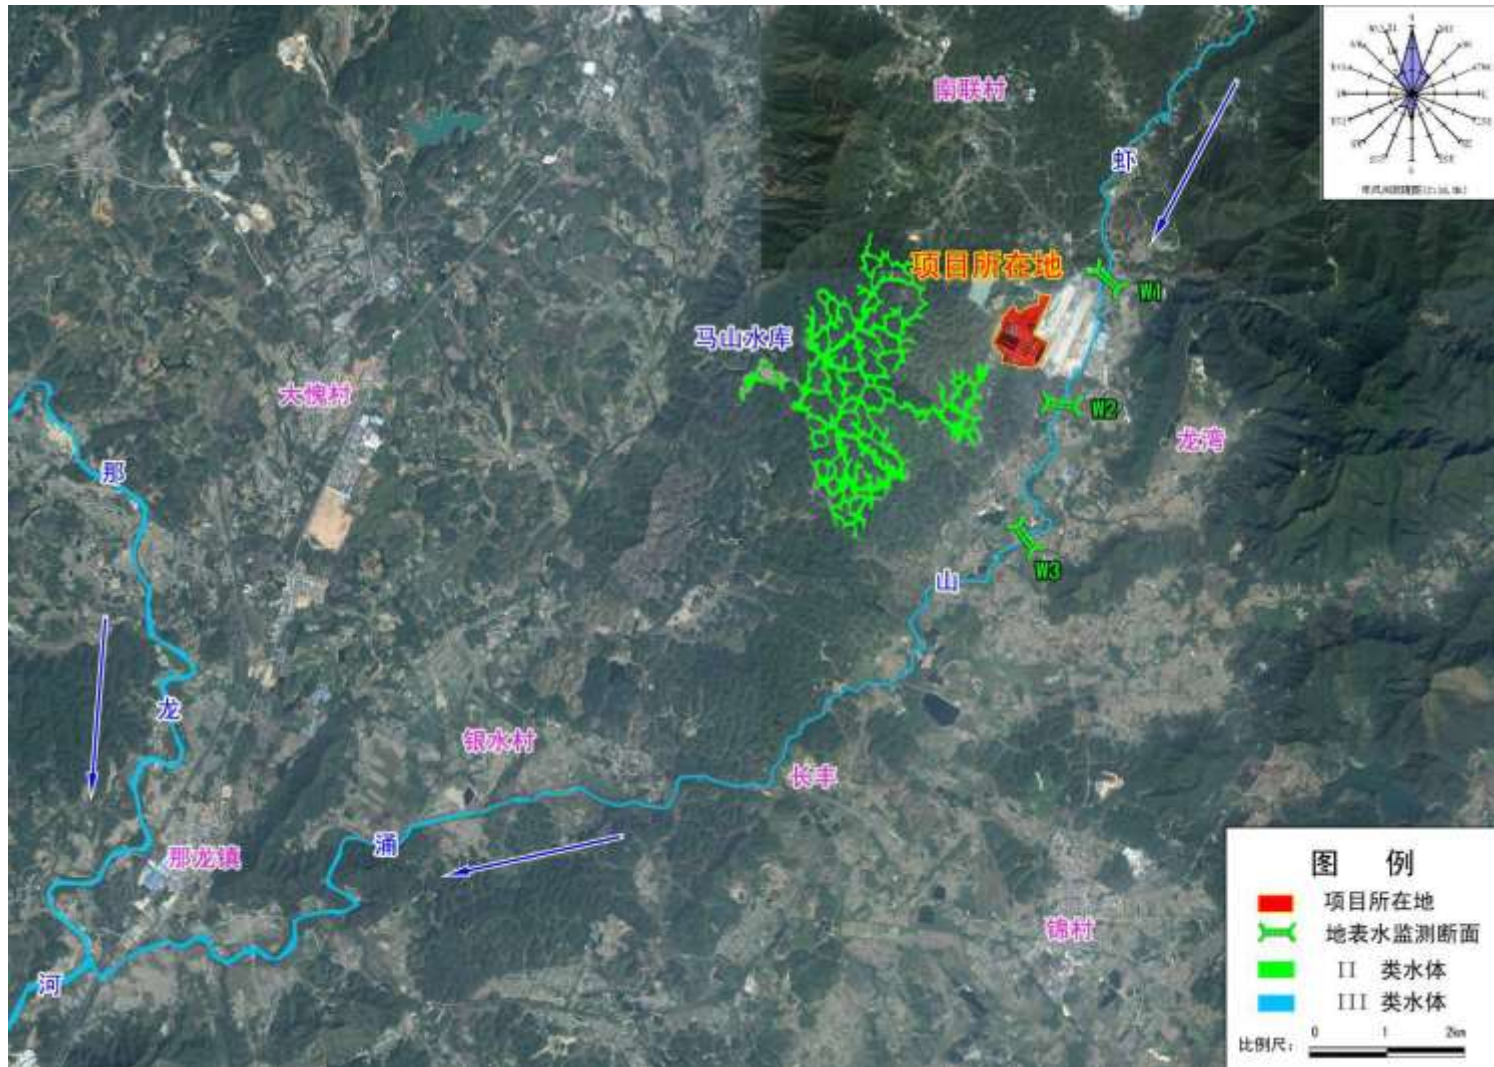 南联村
虾
项目所在地
W1
马山水库
大㙬村
W2
龙湾
那
W3
山
龙
银水村
长丰
涌
那龙镇
锦村
河
图 例
项目所在地
地表水监测断面
II 类水体
III 类水体
比例尺:
0 1 2km